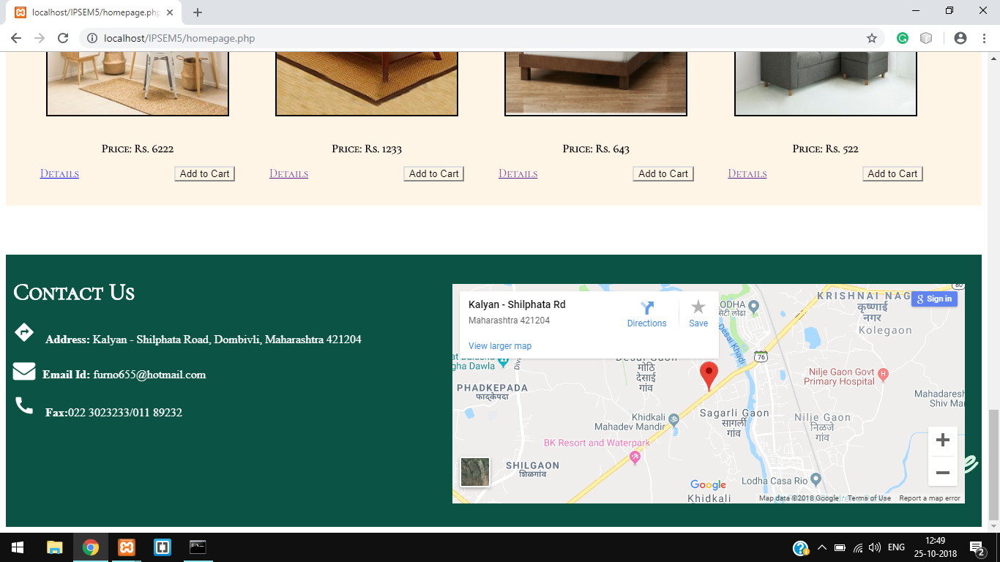 localhost/IPSEM5/homepage.php
localhost/IPSEM5/homepage.php
Price: Rs. 6222
Price: Rs. 1233
Price: Rs. 643
Price: Rs. 522
Details
Add to Cart
Details
Add to Cart
Details
Add to Cart
Details
Add to Cart
Contact Us
Address: Kalyan - Shilphata Road, Dombivli, Maharashtra 421204
Email Id: furno655@hotmail.com
Fax:022 3023233/011 89232
Kalyan - Shilphata Rd
Maharashtra 421204
Directions
Save
View larger map
Sign in
80
KRISHNAI NAG
कृष्णाई
नगर
Kolegaon
ODHA
सिटी लोढा
Desai Khadi
76
Desai Gaon
मोठि
देसाई
गांव
gha Dawla
PHADKEPADA
फाद्केपदा
Nilje Gaon Govt
Primary Hospital
H
Mahadaresh
Shiv Man
Khidkali
Mahadev Mandir
Sagarli Gaon
सागर्ली
गांव
Nilje Gaon
निळजे
गांव
BK Resort and Waterpark
SHILGAON
शिळगांव
Lodha Casa Rio
Google
Khidkali
e
Map data ©2018 Google
Terms of Use
Report a map error
ENG
12:49
25-10-2018
2